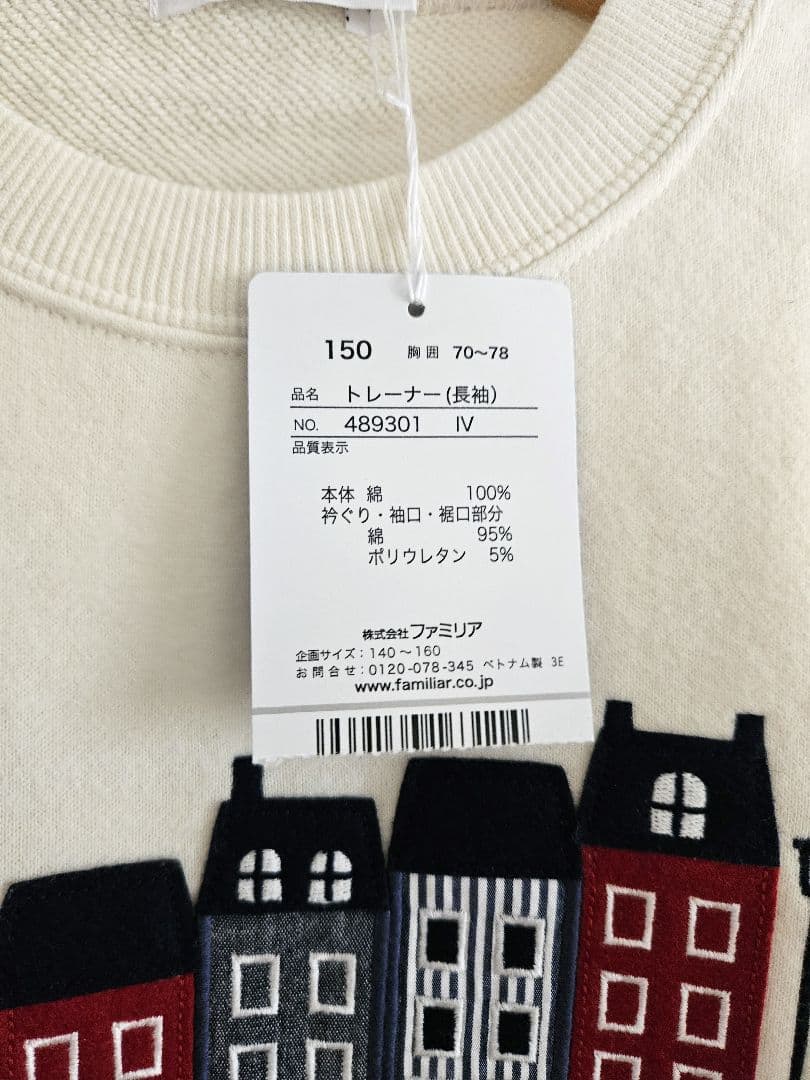 150 胸囲 70～78
品名 トレーナー(長袖)
NO. 489301 IV
品質表示
本体 綿 100%
衿ぐり・袖口・裾口部分
綿 95%
ポリウレタン 5%
株式会社ファミリア
企画サイズ：140～160
お問合せ：0120-078-345 ベトナム製 3E
www.familiar.co.jp